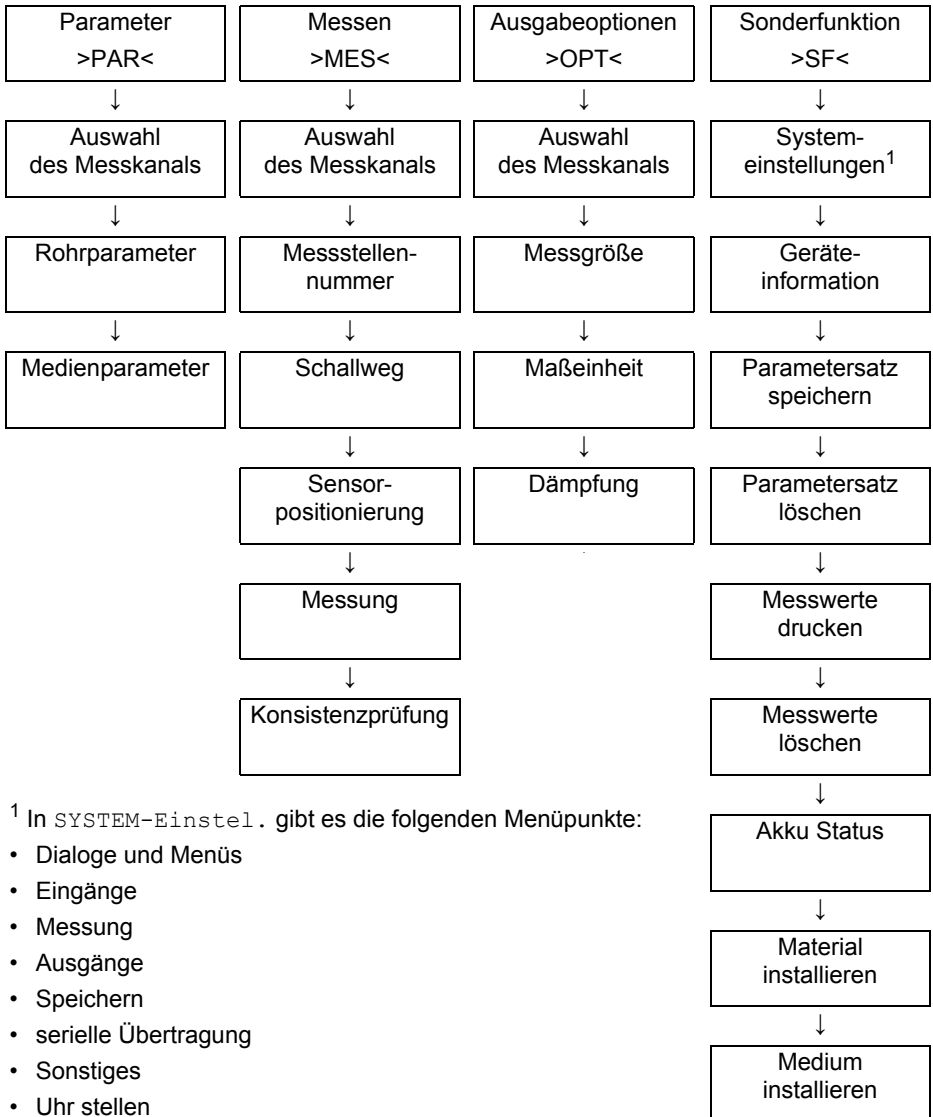 Parameter
>PAR<
↓
Auswahl
des Messkanals
↓
Rohrparameter
↓
Medienparameter
Messen
>MES<
↓
Auswahl
des Messkanals
↓
Messstellen-
nummer
↓
Schallweg
↓
Sensor-
positionierung
↓
Messung
↓
Konsistenzprüfung
Ausgabeoptionen
>OPT<
↓
Auswahl
des Messkanals
↓
Messgröße
↓
Maßeinheit
↓
Dämpfung
Sonderfunktion
>SF<
↓
System-
einstellungen1
↓
Geräte-
information
↓
Parametersatz
speichern
↓
Parametersatz
löschen
↓
Messwerte
drucken
↓
Messwerte
löschen
↓
Akku Status
↓
Material
installieren
↓
Medium
installieren
1 In SYSTEM-Einstel. gibt es die folgenden Menüpunkte:
• Dialoge und Menüs
• Eingänge
• Messung
• Ausgänge
• Speichern
• serielle Übertragung
• Sonstiges
• Uhr stellen